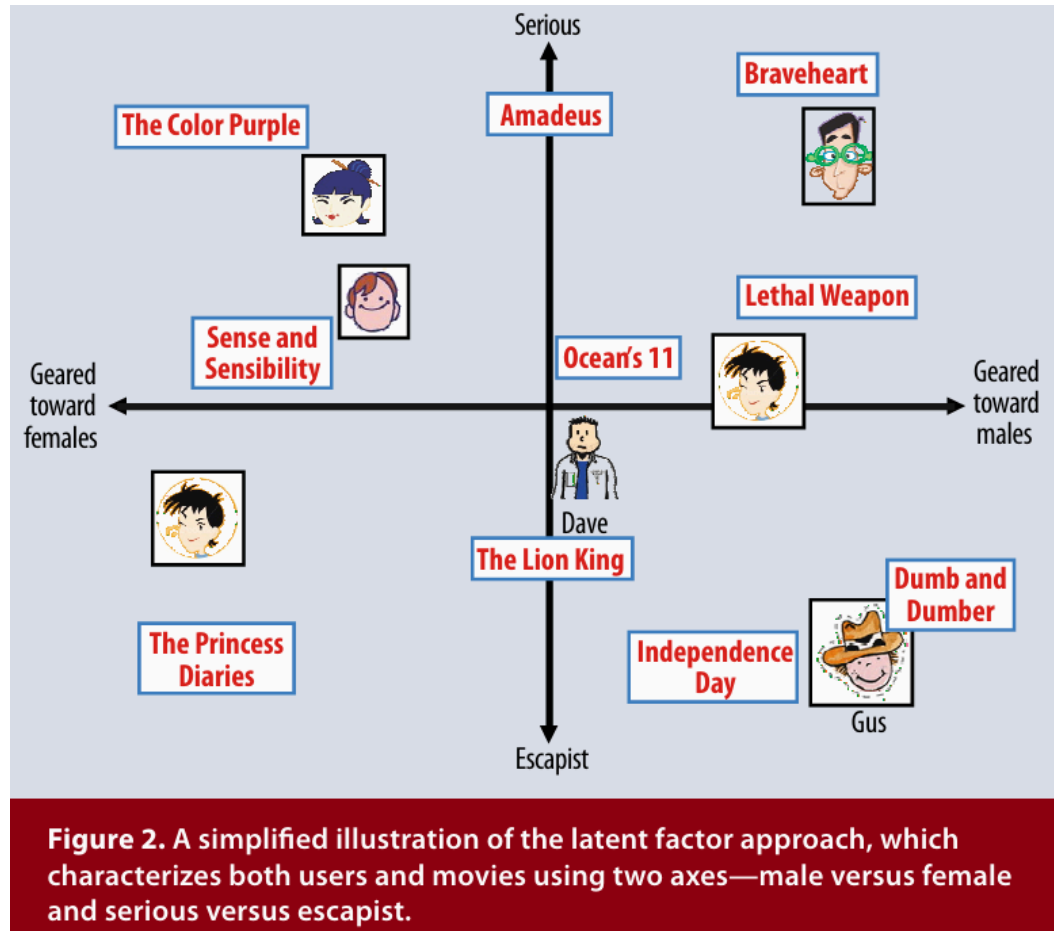 Serious
Braveheart
Amadeus
The Color Purple
Lethal Weapon
Sense and
Sensibility
Ocean's 11
Geared
toward
females
Geared
toward
males
Dave
The Lion King
Dumb and
Dumber
The Princess
Diaries
Independence
Day
Gus
Escapist
Figure 2. A simplified illustration of the latent factor approach, which
characterizes both users and movies using two axes—male versus female
and serious versus escapist.